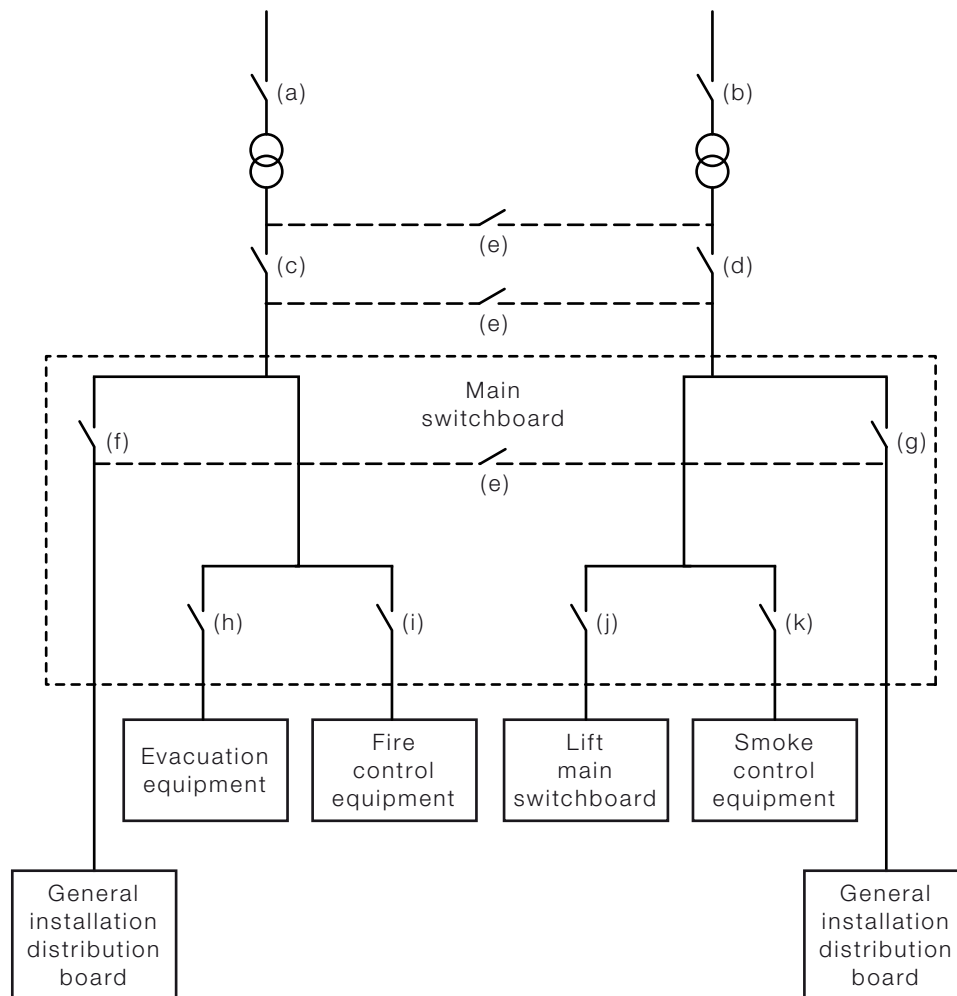 (a)
(b)
(e)
(c)
(d)
(e)
Main
switchboard
(f)
(g)
(e)
(h)
(i)
(j)
(k)
Evacuation
equipment
Fire
control
equipment
Lift
main
switchboard
Smoke
control
equipment
General
installation
distribution
board
General
installation
distribution
board